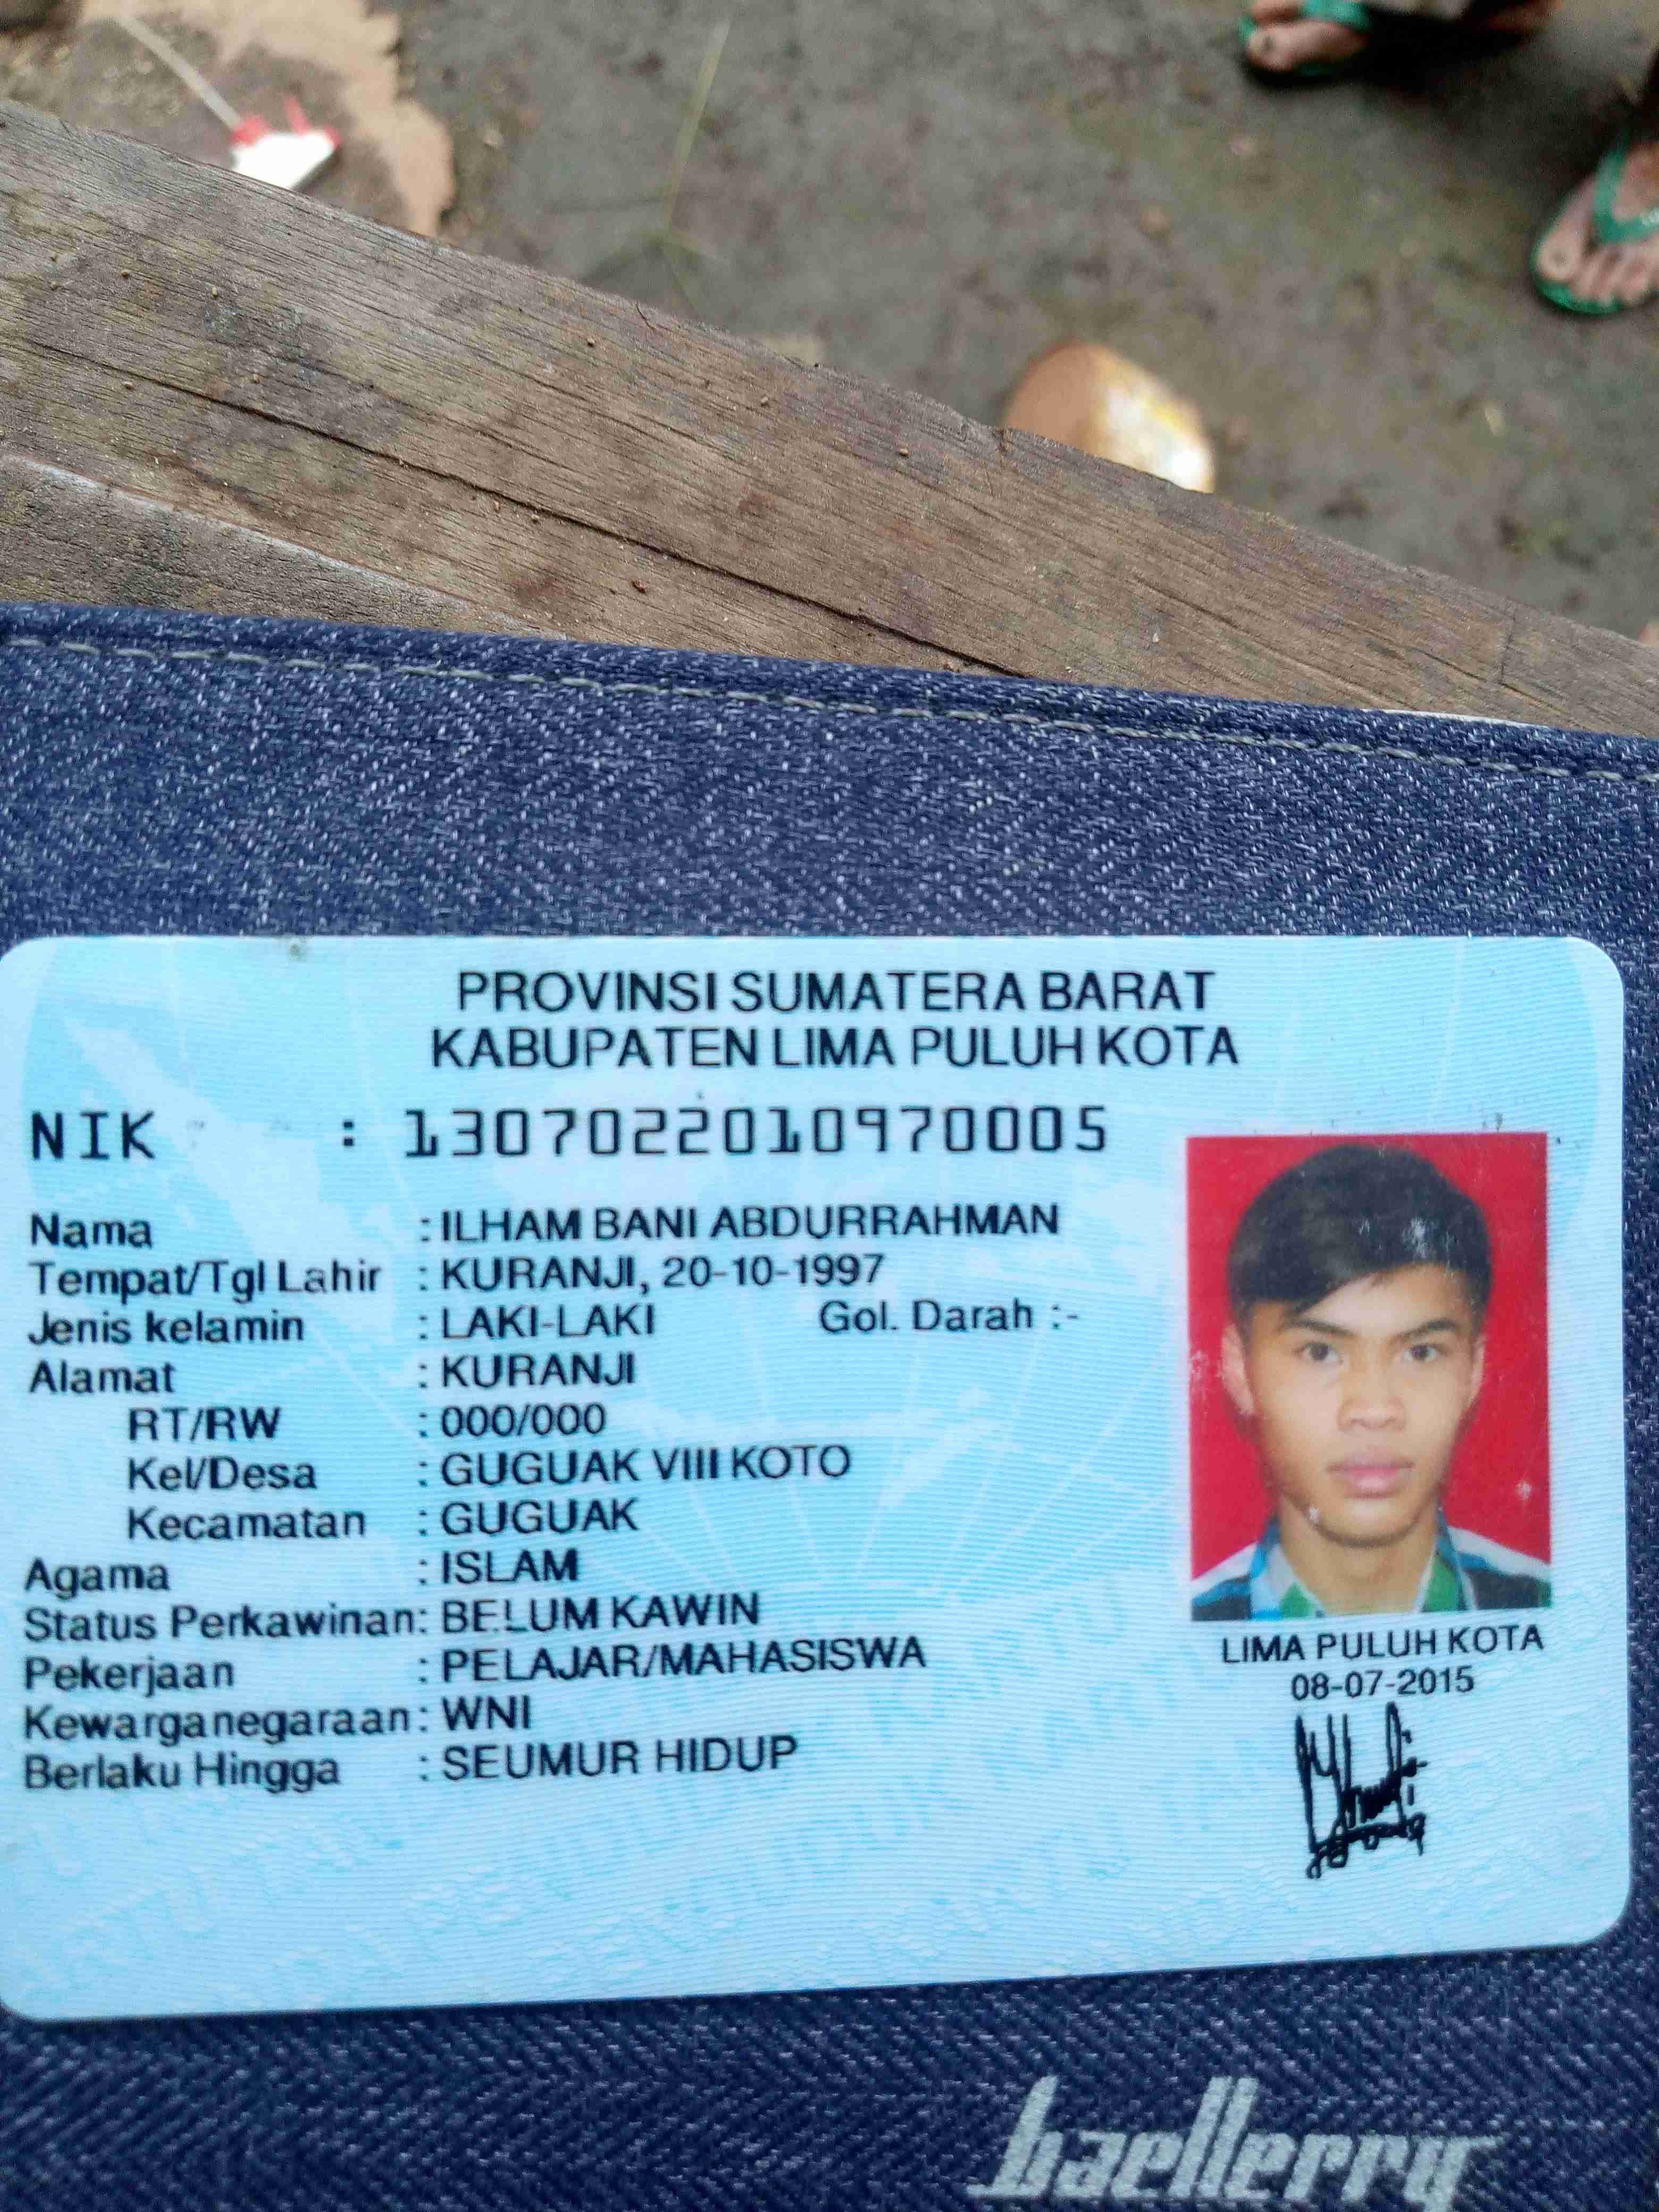 PROVINSI SUMATERA BARAT
KABUPATEN LIMA PULUH KOTA
NIK : 1307022010970005
Nama : ILHAM BANI ABDURRAHMAN
Tempat/Tgl Lahir : KURANJI, 20-10-1997
Jenis kelamin : LAKI-LAKI Gol. Darah :-
Alamat : KURANJI
RT/RW : 000/000
Kel/Desa : GUGUAK VIII KOTO
Kecamatan : GUGUAK
Agama : ISLAM
Status Perkawinan: BELUM KAWIN
Pekerjaan : PELAJAR/MAHASISWA
Kewarganegaraan: WNI
Berlaku Hingga : SEUMUR HIDUP
LIMA PULUH KOTA
08-07-2015
baellerry